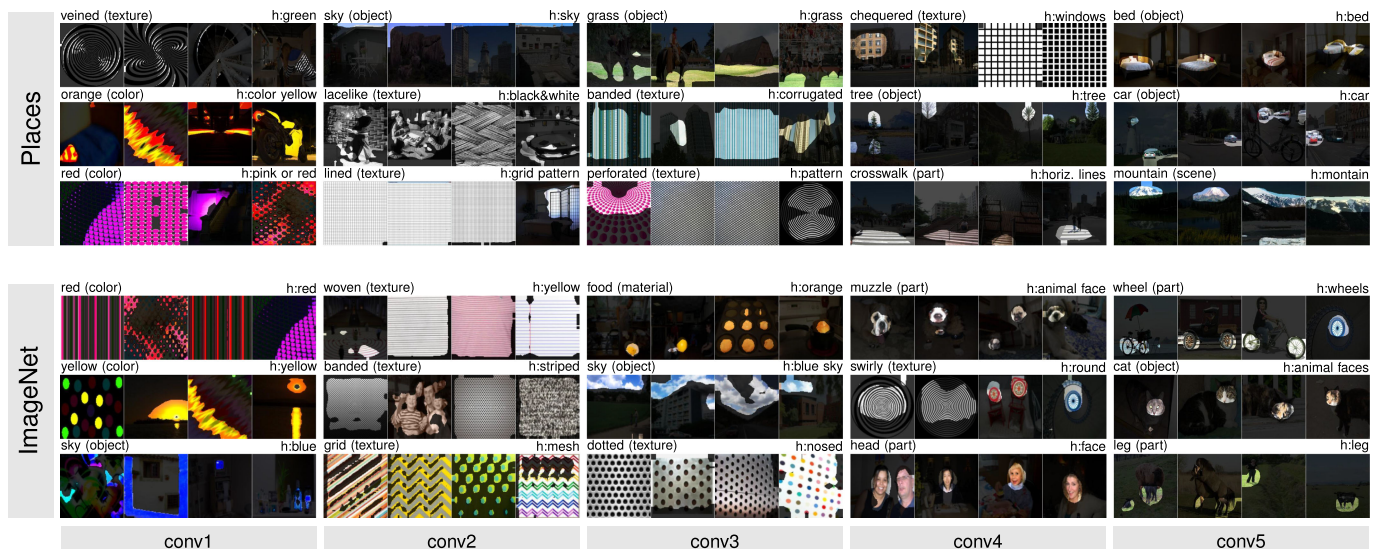 Places
veined (texture) h:green
sky (object) h:sky
grass (object) h:grass
chequered (texture) h:windows
bed (object) h:bed
orange (color) h:color yellow
lacelike (texture) h:black&white
banded (texture) h:corrugated
tree (object) h:tree
car (object) h:car
red (color) h:pink or red
lined (texture) h:grid pattern
perforated (texture) h:pattern
crosswalk (part) h:horiz. lines
mountain (scene) h:montain
ImageNet
red (color) h:red
woven (texture) h:yellow
food (material) h:orange
muzzle (part) h:animal face
wheel (part) h:wheels
yellow (color) h:yellow
banded (texture) h:striped
sky (object) h:blue sky
swirly (texture) h:round
cat (object) h:animal faces
sky (object) h:blue
grid (texture) h:mesh
dotted (texture) h:nosed
head (part) h:face
leg (part) h:leg
conv1
conv2
conv3
conv4
conv5